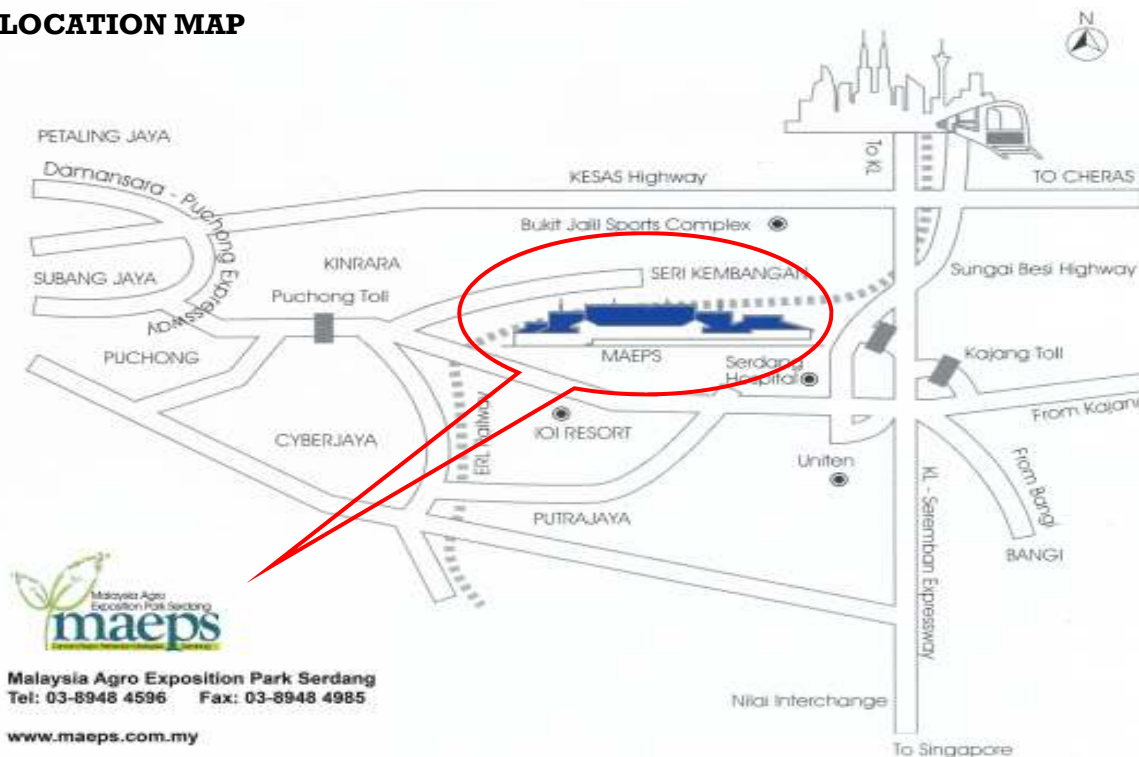 LOCATION MAP
N
PETALING JAYA
Damansara - Puchong Expressway
To KL
KESAS Highway
TO CHERAS
Bukit Jalil Sports Complex
KINRARA
SERI KEMBANGAN
Sungai Besi Highway
SUBANG JAYA
Puchong Toll
PUCHONG
MAEPS
Serdang
Hospital
Kajang Toll
From Kajang
ERL Railway
IOI RESORT
CYBERJAYA
Uniten
From Bangi
KL - Seremban Expressway
PUTRAJAYA
BANGI
Malaysia Agro
Exposition Park Serdang
maeps
Malaysia Agro Exposition Park Serdang
Tel: 03-8948 4596 Fax: 03-8948 4985
Nilai Interchange
www.maeps.com.my
To Singapore